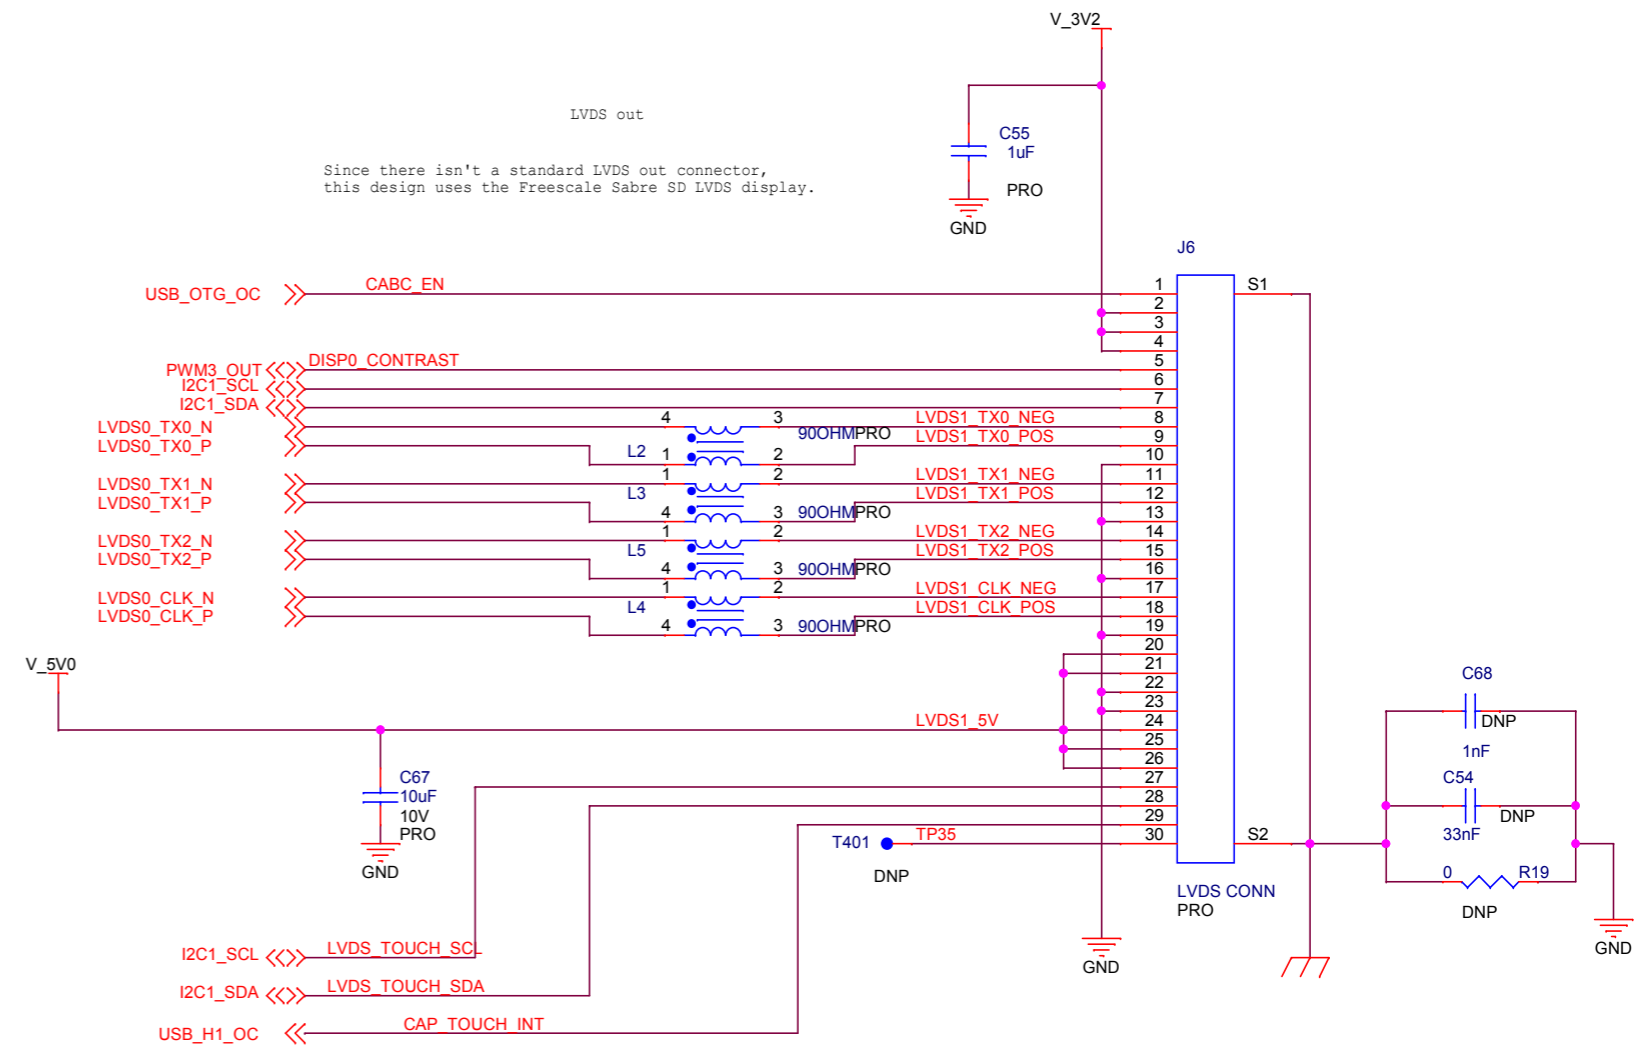 V_3V2
LVDS out
C55
1uF
PRO
GND
Since there isn't a standard LVDS out connector,
this design uses the Freescale Sabre SD LVDS display.
J6
USB_OTG_OC
CABC_EN
1
S1
2
3
4
PWM3_OUT
DISP0_CONTRAST
5
I2C1_SCL
6
I2C1_SDA
7
LVDS0_TX0_N
4
3
90OHM
PRO
LVDS1_TX0_NEG
8
LVDS0_TX0_P
L2
1
2
LVDS1_TX0_POS
9
10
LVDS0_TX1_N
1
2
LVDS1_TX1_NEG
11
LVDS0_TX1_P
L3
4
3
90OHM
PRO
LVDS1_TX1_POS
12
13
LVDS0_TX2_N
1
2
LVDS1_TX2_NEG
14
LVDS0_TX2_P
L5
4
3
90OHM
PRO
LVDS1_TX2_POS
15
16
LVDS0_CLK_N
1
2
LVDS1_CLK_NEG
17
LVDS0_CLK_P
L4
4
3
90OHM
PRO
LVDS1_CLK_POS
18
19
20
21
22
23
V_5V0
LVDS1_5V
24
25
26
C67
10uF
10V
PRO
GND
27
28
29
T401
TP35
30
S2
DNP
LVDS CONN
PRO
C68
DNP
1nF
C54
DNP
33nF
0
R19
DNP
GND
GND
I2C1_SCL
LVDS_TOUCH_SCL
I2C1_SDA
LVDS_TOUCH_SDA
USB_H1_OC
CAP_TOUCH_INT